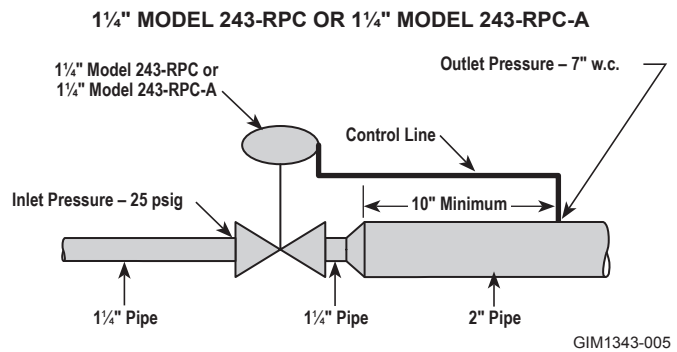 1¼" MODEL 243-RPC OR 1¼" MODEL 243-RPC-A
1¼" Model 243-RPC or
1¼" Model 243-RPC-A
Outlet Pressure – 7" w.c.
Control Line
Inlet Pressure – 25 psig
10" Minimum
1¼" Pipe
1¼" Pipe
2" Pipe
GIM1343-005